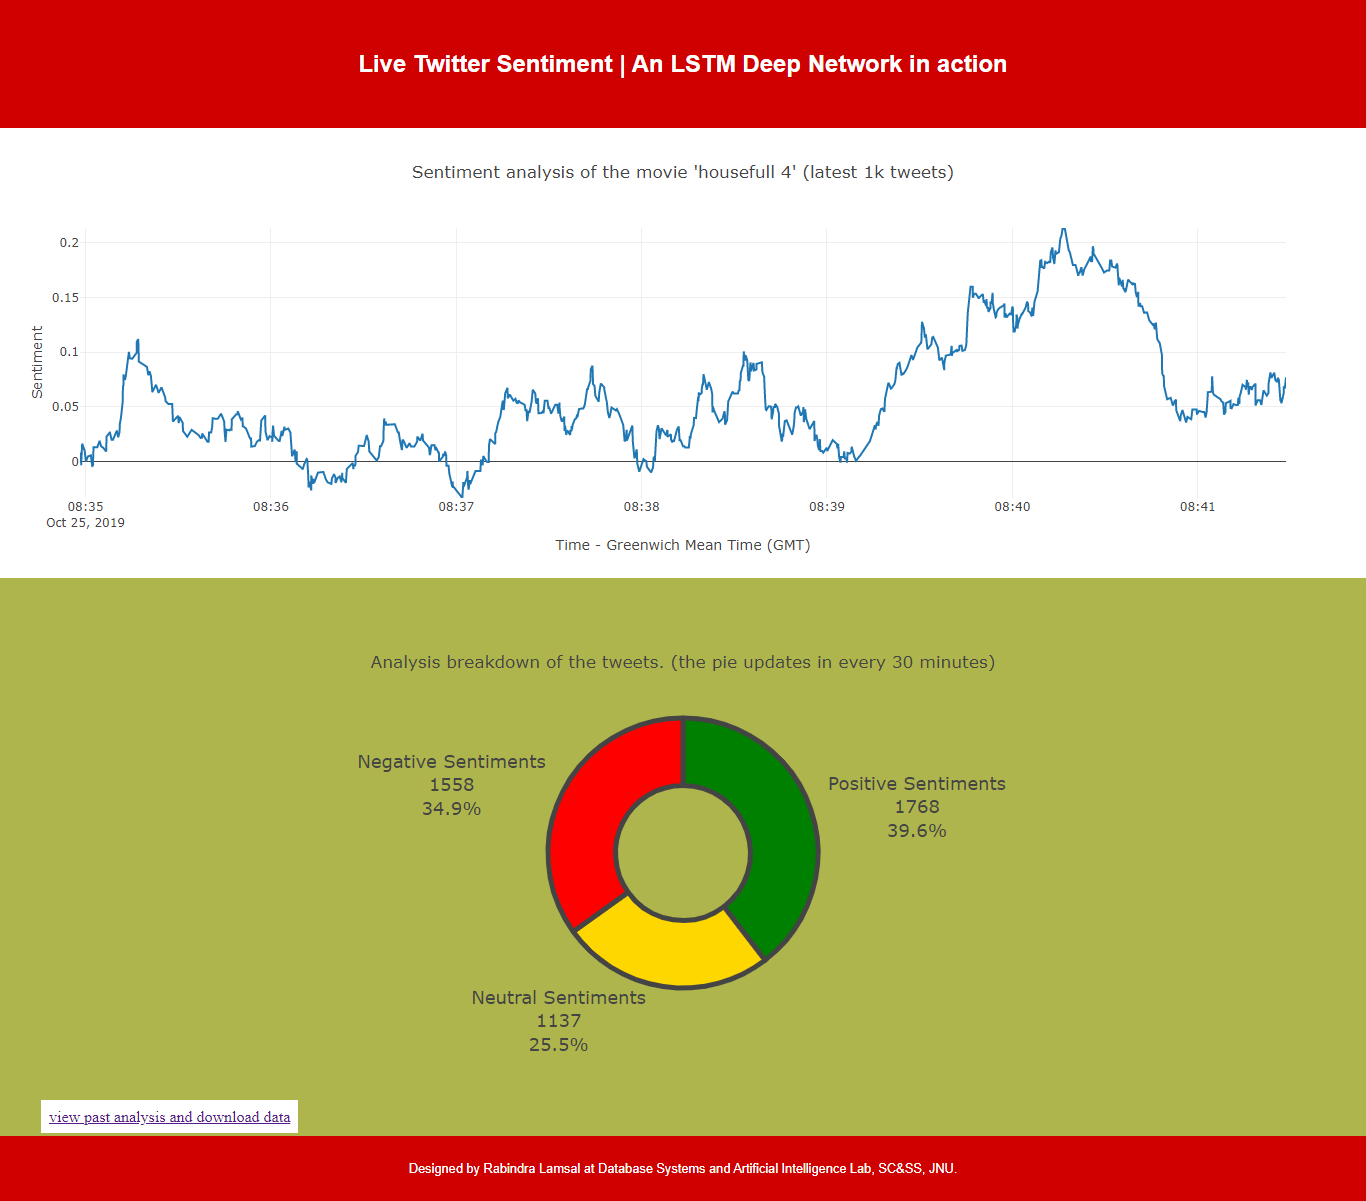 Live Twitter Sentiment | An LSTM Deep Network in action
Sentiment analysis of the movie 'housefull 4' (latest 1k tweets)
0.2
0.15
0.1
0.05
0
Sentiment
08:35
08:36
08:37
08:38
08:39
08:40
08:41
Oct 25, 2019
Time - Greenwich Mean Time (GMT)
Analysis breakdown of the tweets. (the pie updates in every 30 minutes)
Negative Sentiments
1558
34.9%
Positive Sentiments
1768
39.6%
Neutral Sentiments
1137
25.5%
view past analysis and download data
Designed by Rabindra Lamsal at Database Systems and Artificial Intelligence Lab, SC&SS, JNU.